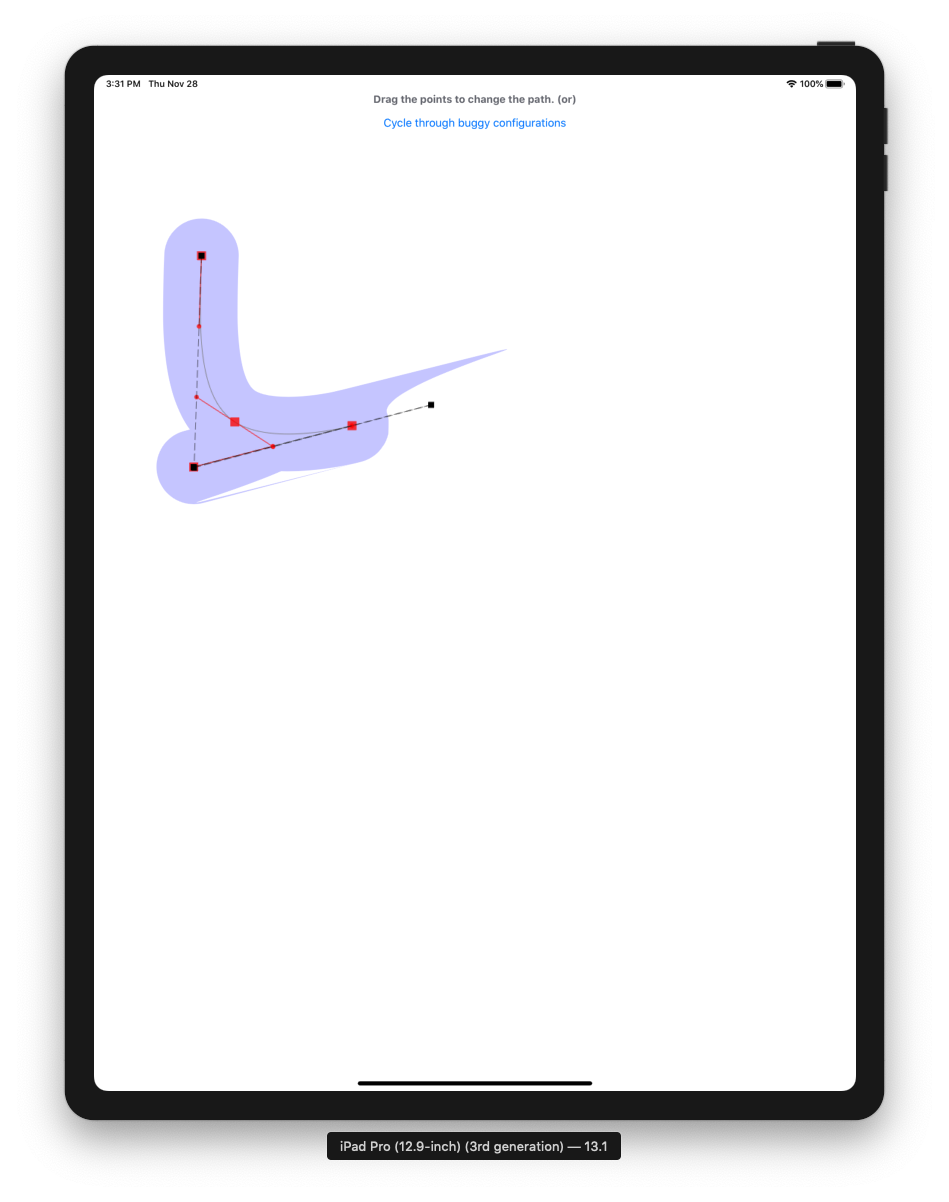 3:31 PM Thu Nov 28
100%
Drag the points to change the path. (or)
Cycle through buggy configurations
iPad Pro (12.9-inch) (3rd generation) — 13.1